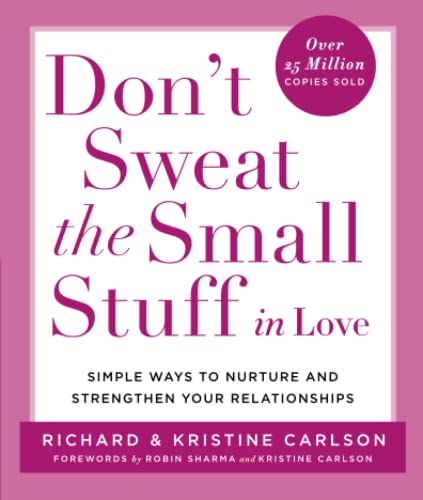 Over
25 Million
COPIES SOLD
Don't
Sweat
the Small
Stuff in Love
SIMPLE WAYS TO NURTURE AND
STRENGTHEN YOUR RELATIONSHIPS
RICHARD & KRISTINE CARLSON
FOREWORDS by ROBIN SHARMA and KRISTINE CARLSON